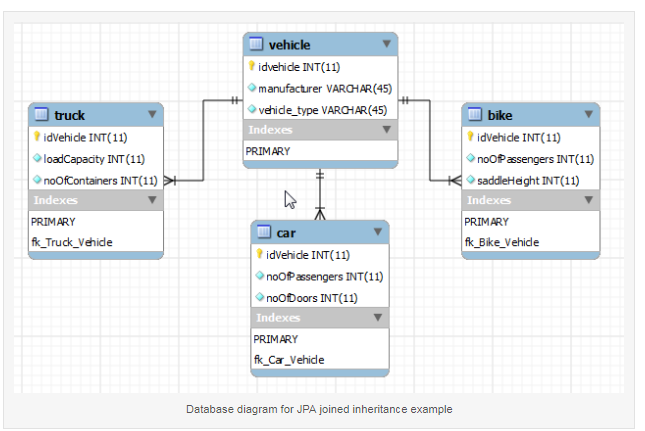 vehicle
idvehicle INT(11)
manufacturer VARCHAR(45)
vehicle_type VARCHAR(45)
Indexes
PRIMARY
truck
idVehicle INT(11)
loadCapacity INT(11)
noOfContainers INT(11)
Indexes
PRIMARY
fk_Truck_Vehicle
bike
idVehicle INT(11)
noOfPassengers INT(11)
saddleHeight INT(11)
Indexes
PRIMARY
fk_Bike_Vehicle
car
idVehicle INT(11)
noOfPassengers INT(11)
noOfDoors INT(11)
Indexes
PRIMARY
fk_Car_Vehicle
Database diagram for JPA joined inheritance example